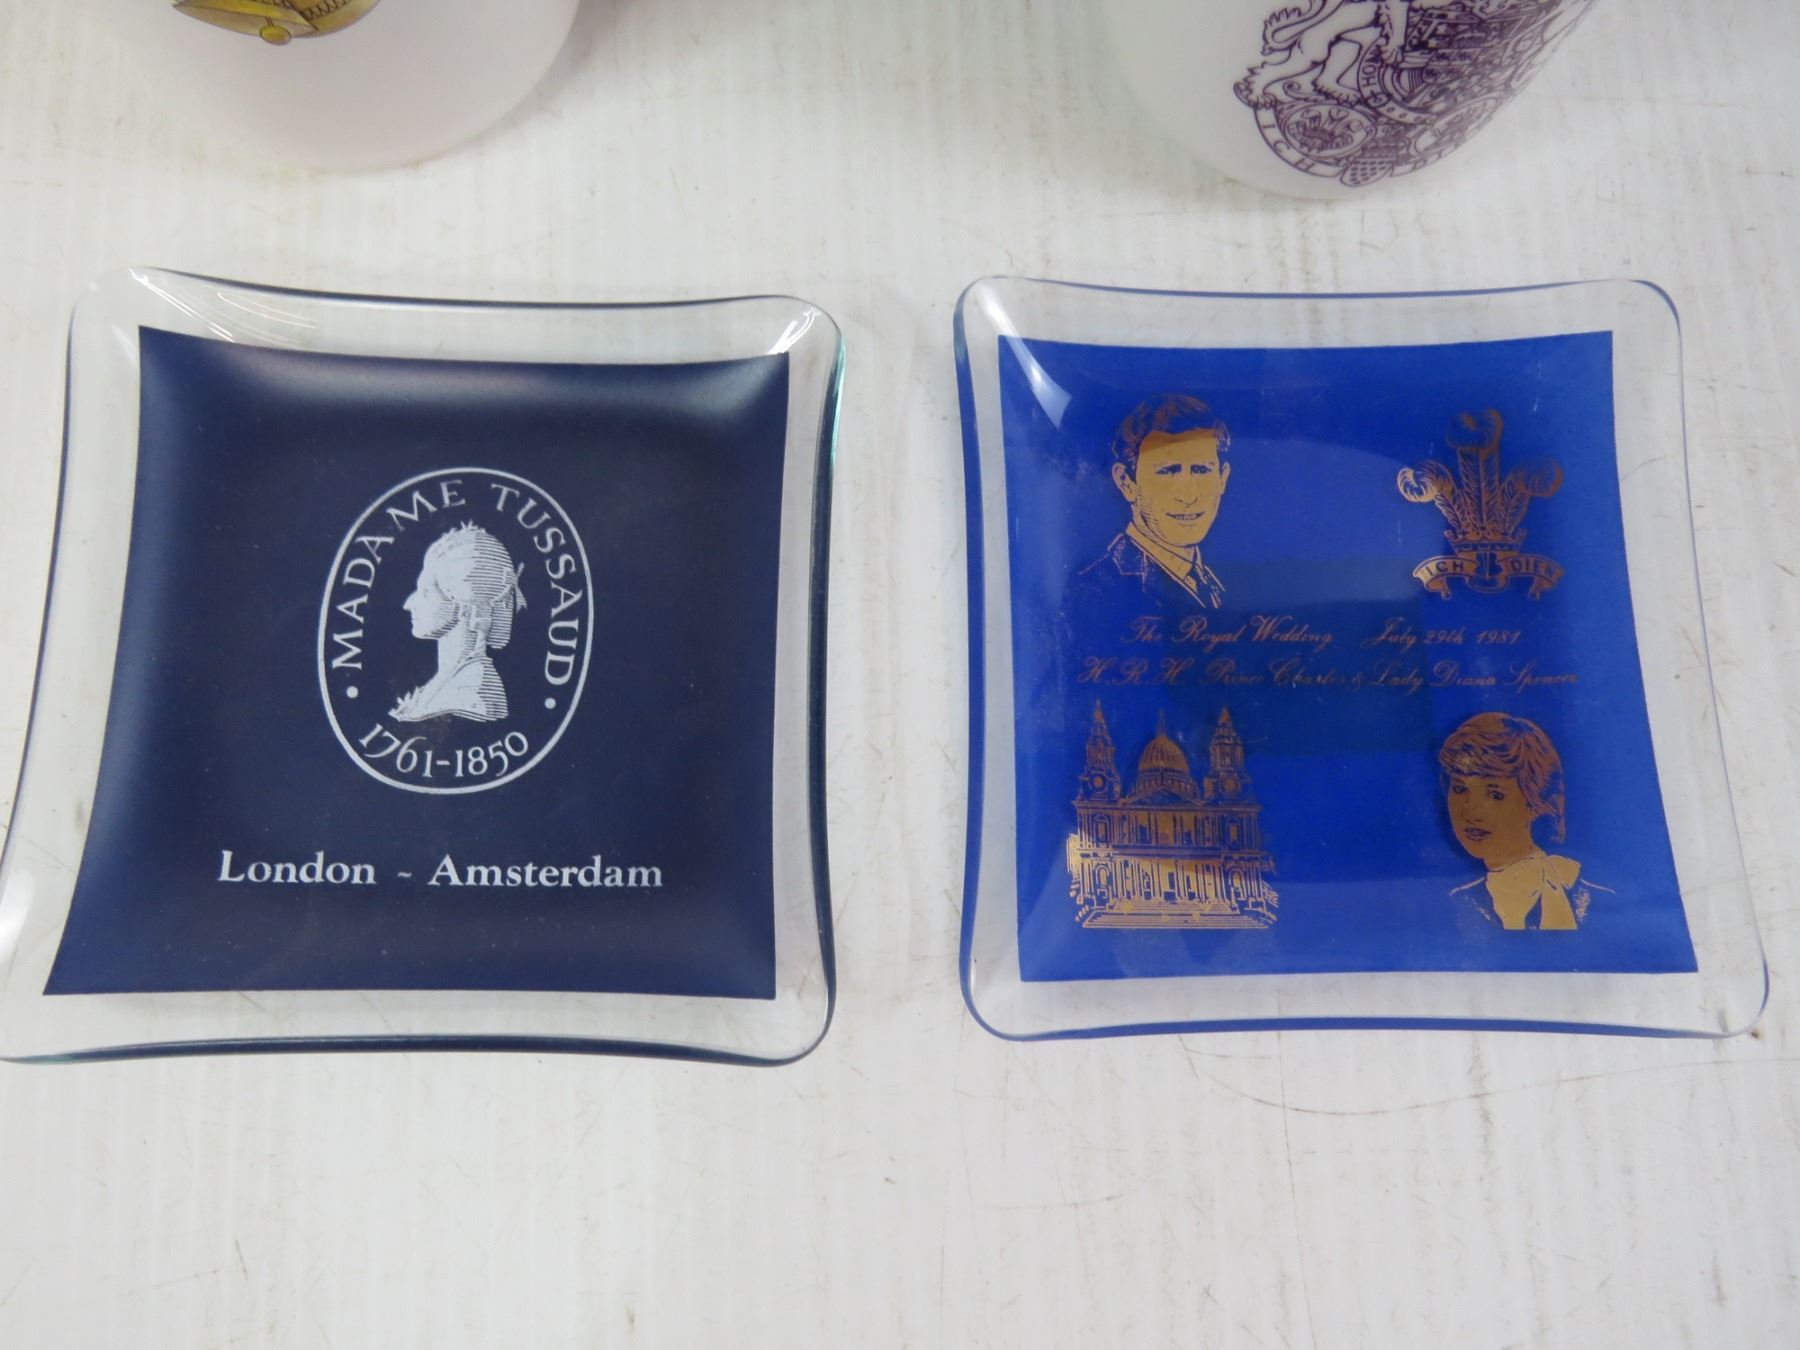 ICH
MADAME TUSSAUD
1761-1850
London ~ Amsterdam
ICH DIEN
The Royal Wedding July 29th 1981
H.R.H. Prince Charles & Lady Diana Spencer